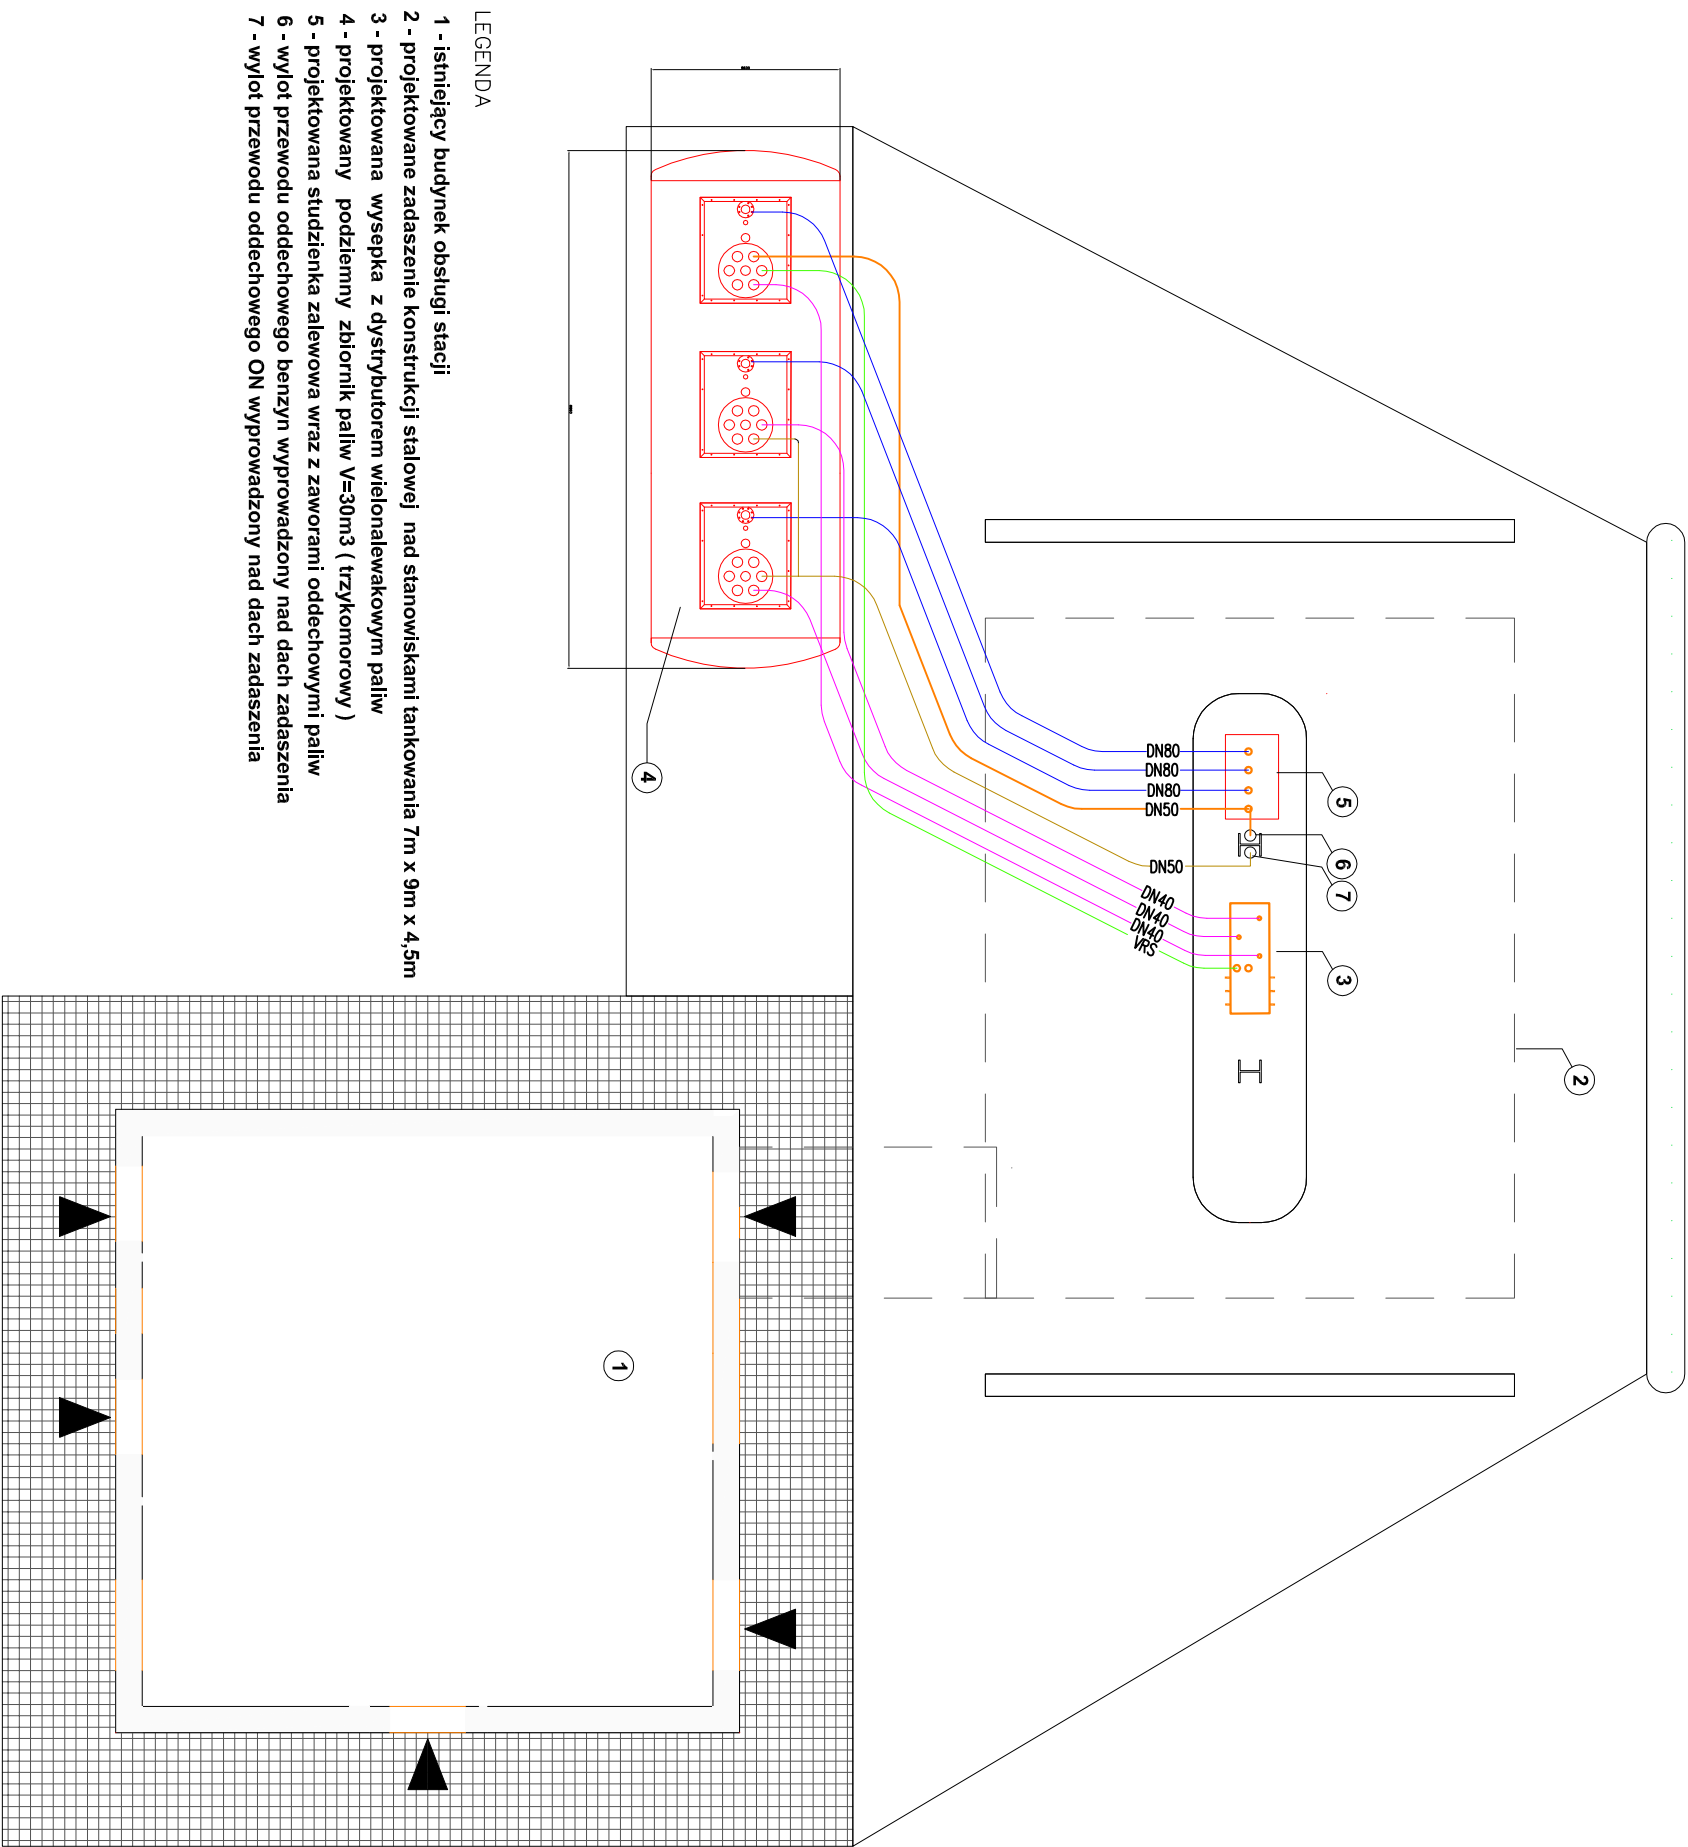 LEGENDA
1 - istniejący budynek obsługi stacji
2 - projektowane zadaszenie konstrukcji stalowej nad stanowiskami tankowania 7m x 9m x 4,5m
3 - projektowana wysepka z dystrybutorem wielonalewakowym paliw
4 - projektowany podziemny zbiornik paliw V=30m3 ( trzykomorowy )
5 - projektowana studzienka zalewowa wraz z zaworami oddechowymi paliw
6 - wylot przewodu oddechowego benzyn wyprowadzony nad dach zadaszenia
7 - wylot przewodu oddechowego ON wyprowadzony nad dach zadaszenia
DN80
DN80
DN80
DN50
DN50
DN40
DN40
DN40
VRS
5
6
7
3
2
4
1